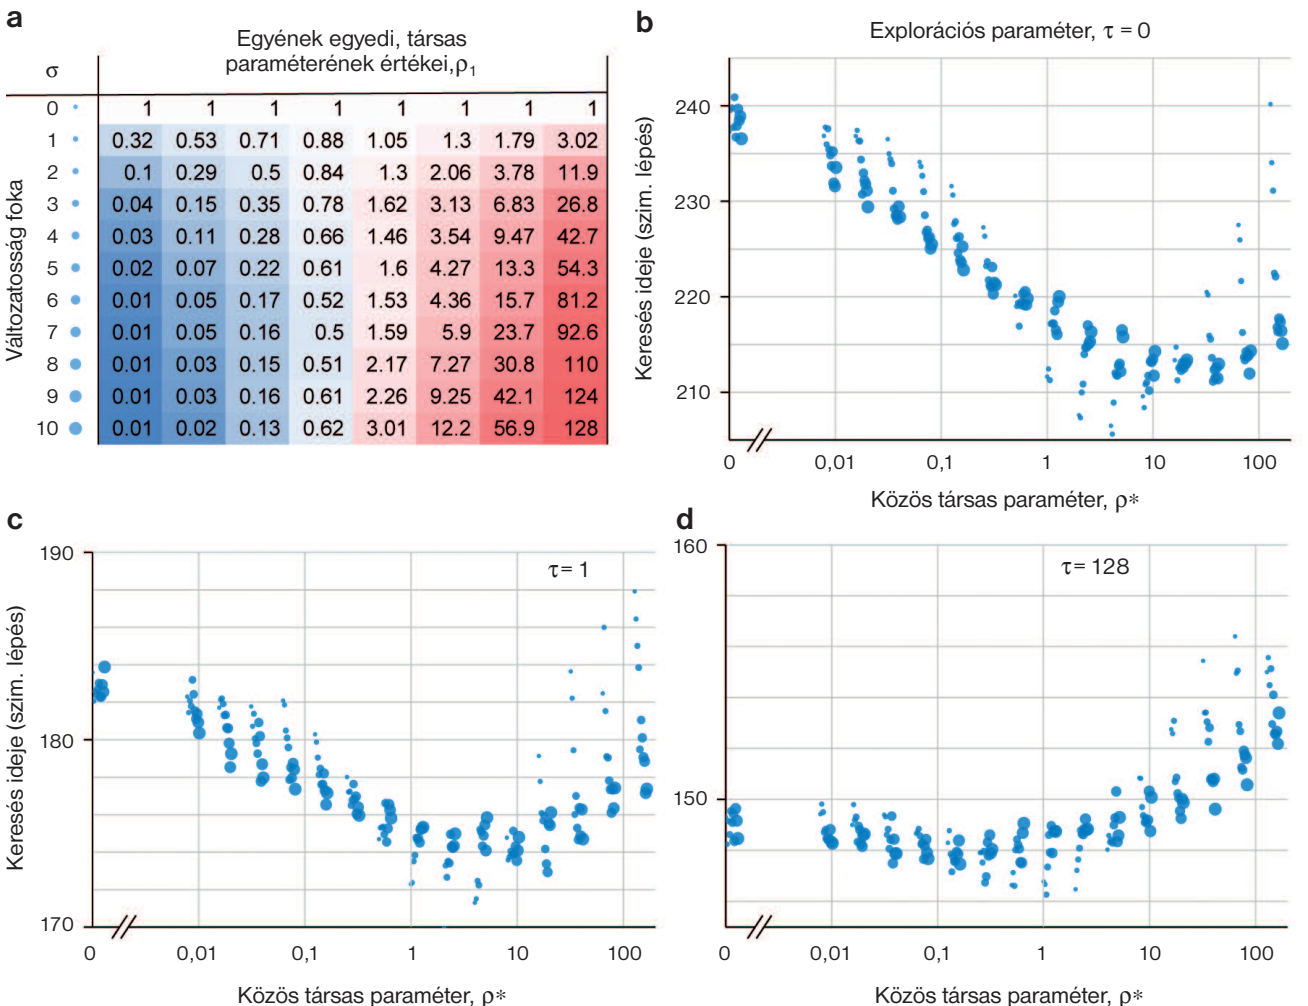 a
Egyének egyedi, társas
paraméterének értékei,ρ1
σ
Változatosság foka
0 1 1 1 1 1 1 1 1
1 0.32 0.53 0.71 0.88 1.05 1.3 1.79 3.02
2 0.1 0.29 0.5 0.84 1.3 2.06 3.78 11.9
3 0.04 0.15 0.35 0.78 1.62 3.13 6.83 26.8
4 0.03 0.11 0.28 0.66 1.46 3.54 9.47 42.7
5 0.02 0.07 0.22 0.61 1.6 4.27 13.3 54.3
6 0.01 0.05 0.17 0.52 1.53 4.36 15.7 81.2
7 0.01 0.05 0.16 0.5 1.59 5.9 23.7 92.6
8 0.01 0.03 0.15 0.51 2.17 7.27 30.8 110
9 0.01 0.03 0.16 0.61 2.26 9.25 42.1 124
10 0.01 0.02 0.13 0.62 3.01 12.2 56.9 128
b
Explorációs paraméter, τ = 0
Keresés ideje (szim. lépés)
240
230
220
210
0 0,01 0,1 1 10 100
Közös társas paraméter, ρ*
c
τ= 1
Keresés ideje (szim. lépés)
190
180
170
0 0,01 0,1 1 10 100
Közös társas paraméter, ρ*
d
τ= 128
160
150
0 0,01 0,1 1 10 100
Közös társas paraméter, ρ*